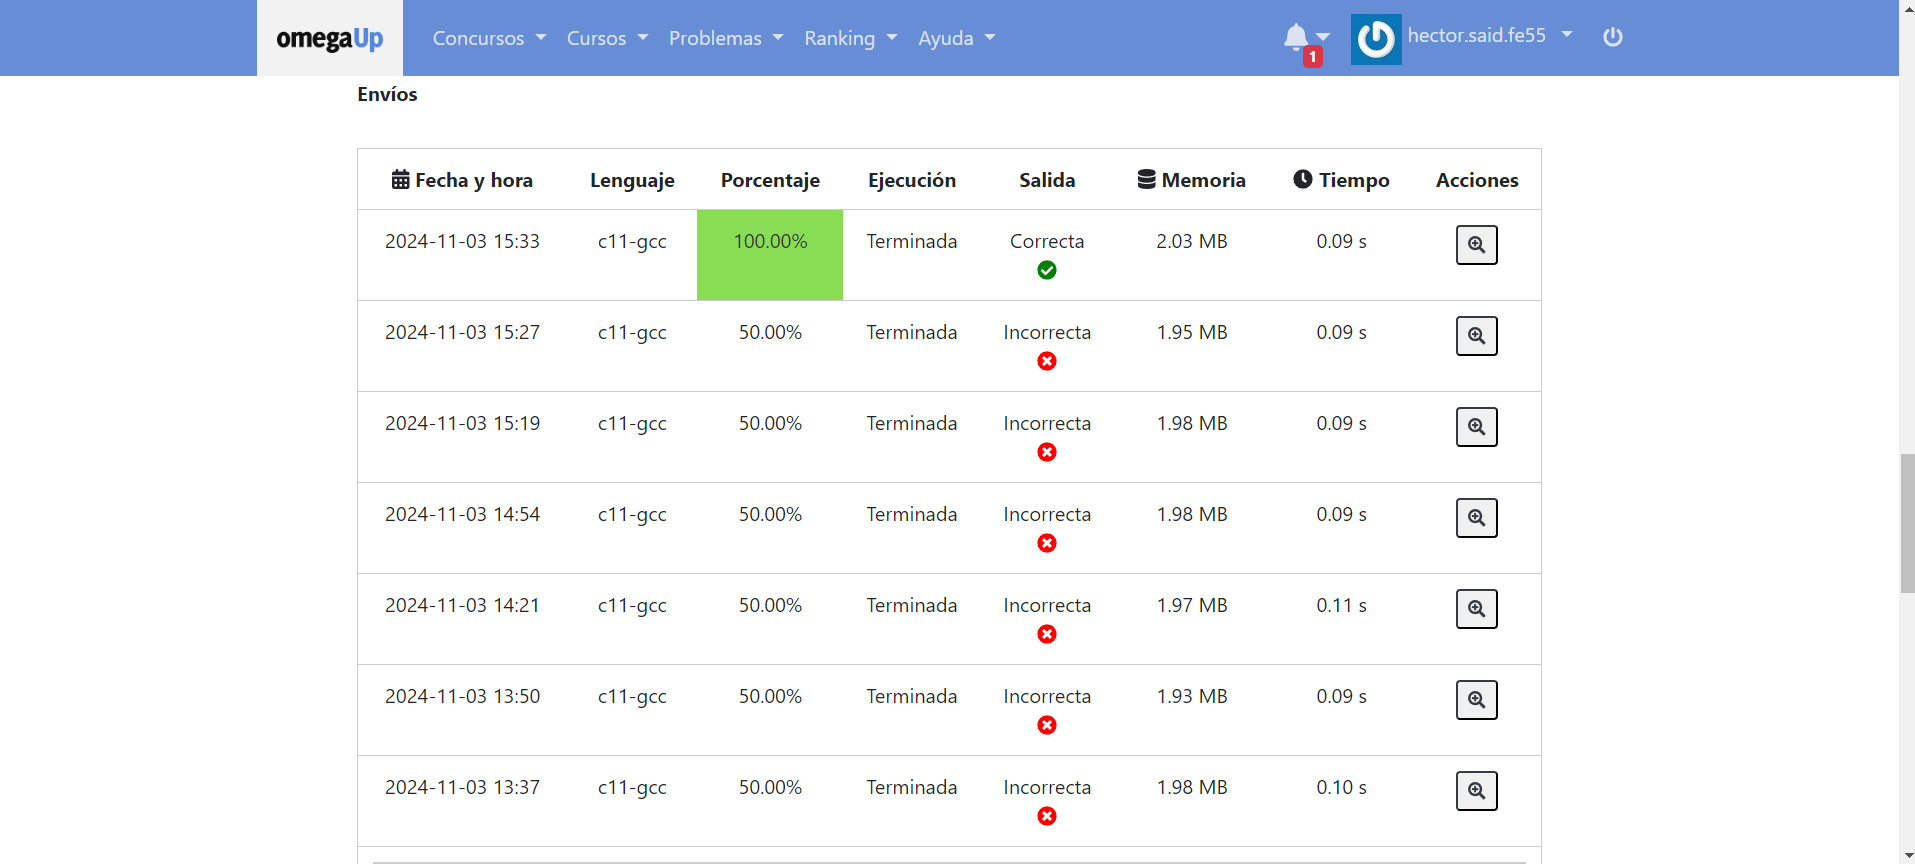 omegaUp Concursos Cursos Problemas Ranking Ayuda 1 hector.said.fe55
Envíos
Fecha y hora Lenguaje Porcentaje Ejecución Salida Memoria Tiempo Acciones
2024-11-03 15:33 c11-gcc 100.00% Terminada Correcta 2.03 MB 0.09 s
2024-11-03 15:27 c11-gcc 50.00% Terminada Incorrecta 1.95 MB 0.09 s
2024-11-03 15:19 c11-gcc 50.00% Terminada Incorrecta 1.98 MB 0.09 s
2024-11-03 14:54 c11-gcc 50.00% Terminada Incorrecta 1.98 MB 0.09 s
2024-11-03 14:21 c11-gcc 50.00% Terminada Incorrecta 1.97 MB 0.11 s
2024-11-03 13:50 c11-gcc 50.00% Terminada Incorrecta 1.93 MB 0.09 s
2024-11-03 13:37 c11-gcc 50.00% Terminada Incorrecta 1.98 MB 0.10 s